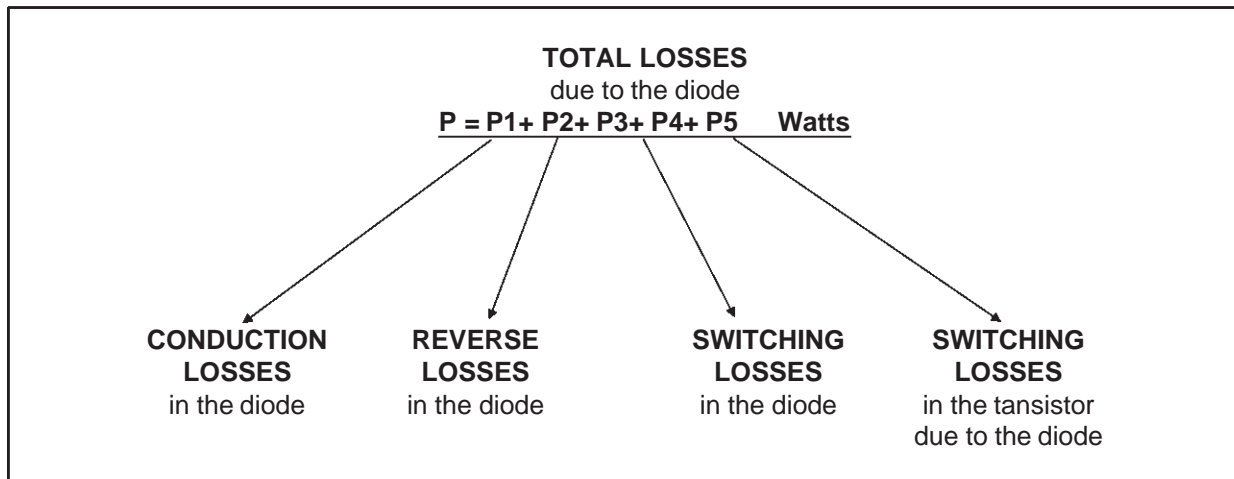 TOTAL LOSSES
due to the diode
P = P1+ P2+ P3+ P4+ P5 Watts
CONDUCTION
LOSSES
in the diode
REVERSE
LOSSES
in the diode
SWITCHING
LOSSES
in the diode
SWITCHING
LOSSES
in the tansistor
due to the diode